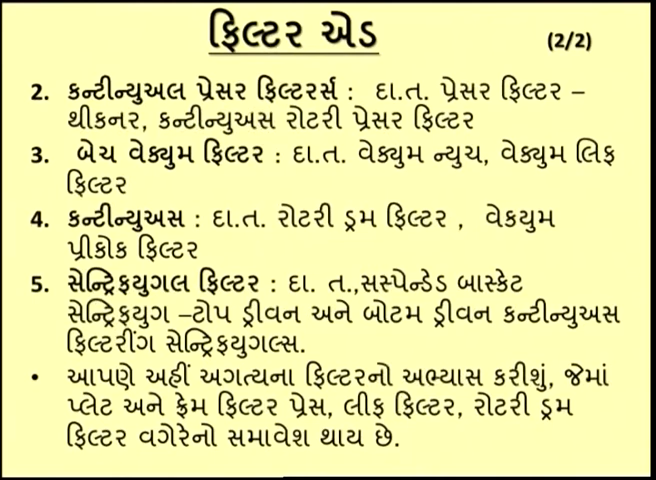 ફિલ્ટર એડ
(2/2)
2. કન્ટીન્યુઅલ પ્રેસર ફિલ્ટરર્સ : દા.ત. પ્રેસર ફિલ્ટર –
થીકનર, કન્ટીન્યુઅસ રોટરી પ્રેસર ફિલ્ટર
3. બેચ વેક્યુમ ફિલ્ટર : દા.ત. વેક્યુમ ન્યુચ, વેક્યુમ લિફ
ફિલ્ટર
4. કન્ટીન્યુઅસ : દા.ત. રોટરી ડ્રમ ફિલ્ટર , વેકયુમ
પ્રીકોક ફિલ્ટર
5. સેન્ટ્રિફયુગલ ફિલ્ટર : દા. ત.,સસ્પેન્ડેડ બાસ્કેટ
સેન્ટ્રિફયુગ –ટોપ ડ્રીવન અને બોટમ ડ્રીવન કન્ટીન્યુઅસ
ફિલ્ટરીંગ સેન્ટ્રિફયુગલ્સ.
• આપણે અહીં અગત્યના ફિલ્ટરનો અભ્યાસ કરીશું, જેમાં
પ્લેટ અને ફ્રેમ ફિલ્ટર પ્રેસ, લીફ ફિલ્ટર, રોટરી ડ્રમ
ફિલ્ટર વગેરેનો સમાવેશ થાય છે.